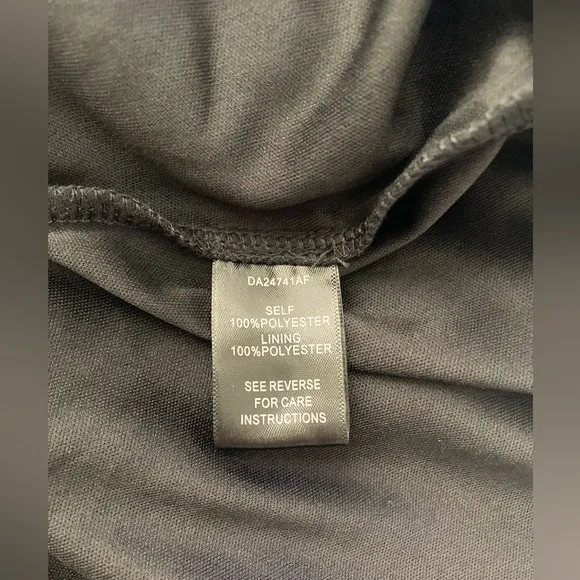 DA24741AF
SELF
100%POLYESTER
LINING
100%POLYESTER
SEE REVERSE
FOR CARE
INSTRUCTIONS